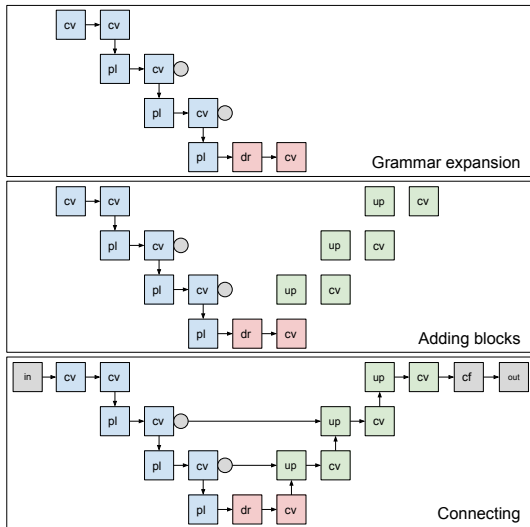 cv cv
pl cv
pl cv
pl dr cv
Grammar expansion
cv cv up cv
pl cv up cv
pl cv up cv
pl dr cv
Adding blocks
in cv cv up cv cf out
pl cv up cv
pl cv up cv
pl dr cv
Connecting